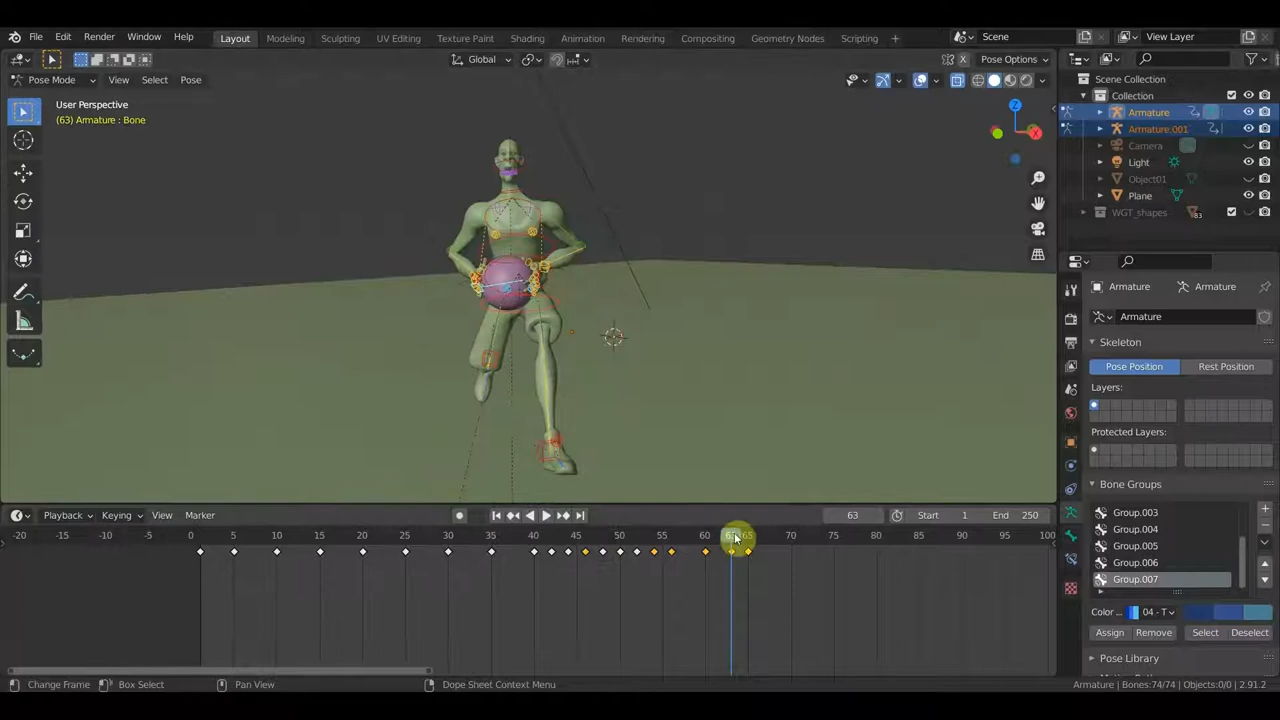 File Edit Render Window Help Layout Modeling Sculpting UV Editing Texture Paint Shading Animation Rendering Compositing Geometry Nodes Scripting + Scene View Layer
Global X Pose Options
Pose Mode View Select Pose
User Perspective
(63) Armature : Bone
Z
X
Scene Collection
Collection
Armature
Armature.001
Camera
Light
Object01
Plane
WGT_shapes 83
Armature Armature
Armature
Skeleton
Pose Position Rest Position
Layers:
Protected Layers:
Bone Groups
Group.003
Group.004
Group.005
Group.006
Group.007
Color ... 04 - T
Assign Remove Select Deselect
Pose Library
Playback Keying View Marker 63 Start 1 End 250
-20 -15 -10 -5 0 5 10 15 20 25 30 35 40 45 50 55 60 63 65 70 75 80 85 90 95 100
Change Frame Box Select Pan View Dope Sheet Context Menu Armature | Bones:74/74 | Objects:0/0 | 2.91.2